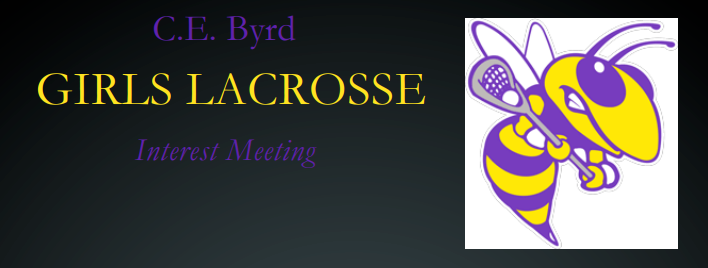 C.E. Byrd
GIRLS LACROSSE
Interest Meeting